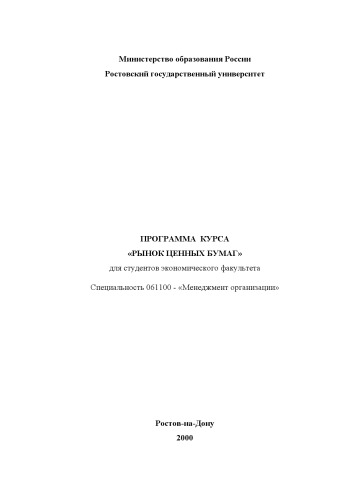 Министерство образования России
Ростовский государственный университет
ПРОГРАММА КУРСА
«РЫНОК ЦЕННЫХ БУМАГ»
для студентов экономического факультета
Специальность 061100 - «Менеджмент организации»
Ростов-на-Дону
2000